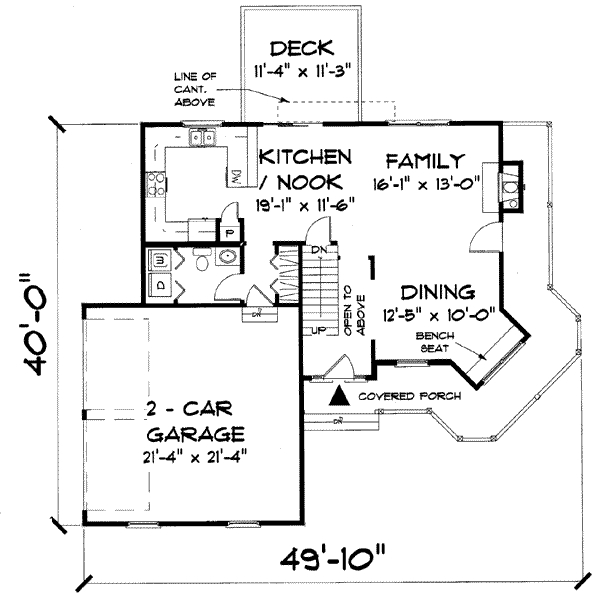 DECK
11'-4" x 11'-3"
LINE OF
CANT.
ABOVE
KITCHEN
/ NOOK
19'-1" x 11'-6"
FAMILY
16'-1" x 13'-0"
DW
P
DN
W
D
UP
OPEN TO
ABOVE
DINING
12'-5" x 10'-0"
BENCH
SEAT
DN
COVERED PORCH
DN
2 - CAR
GARAGE
21'-4" x 21'-4"
40'-0"
49'-10"